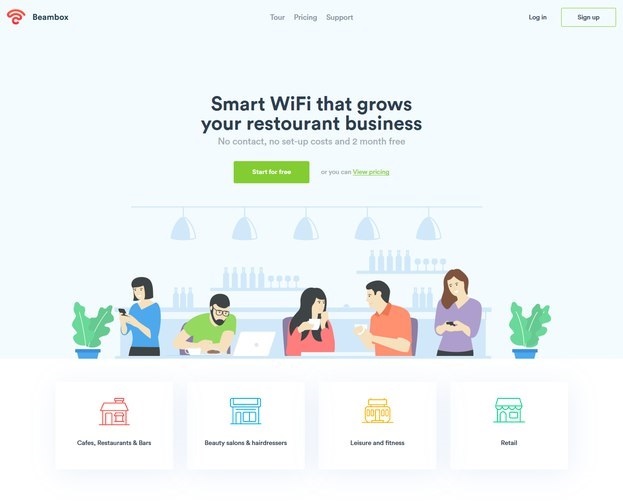 Beambox
Tour Pricing Support
Log in
Sign up
Smart WiFi that grows
your restourant business
No contact, no set-up costs and 2 month free
Start for free
or you can View pricing
Cafes, Restaurants & Bars
Beauty salons & hairdressers
Leisure and fitness
Retail